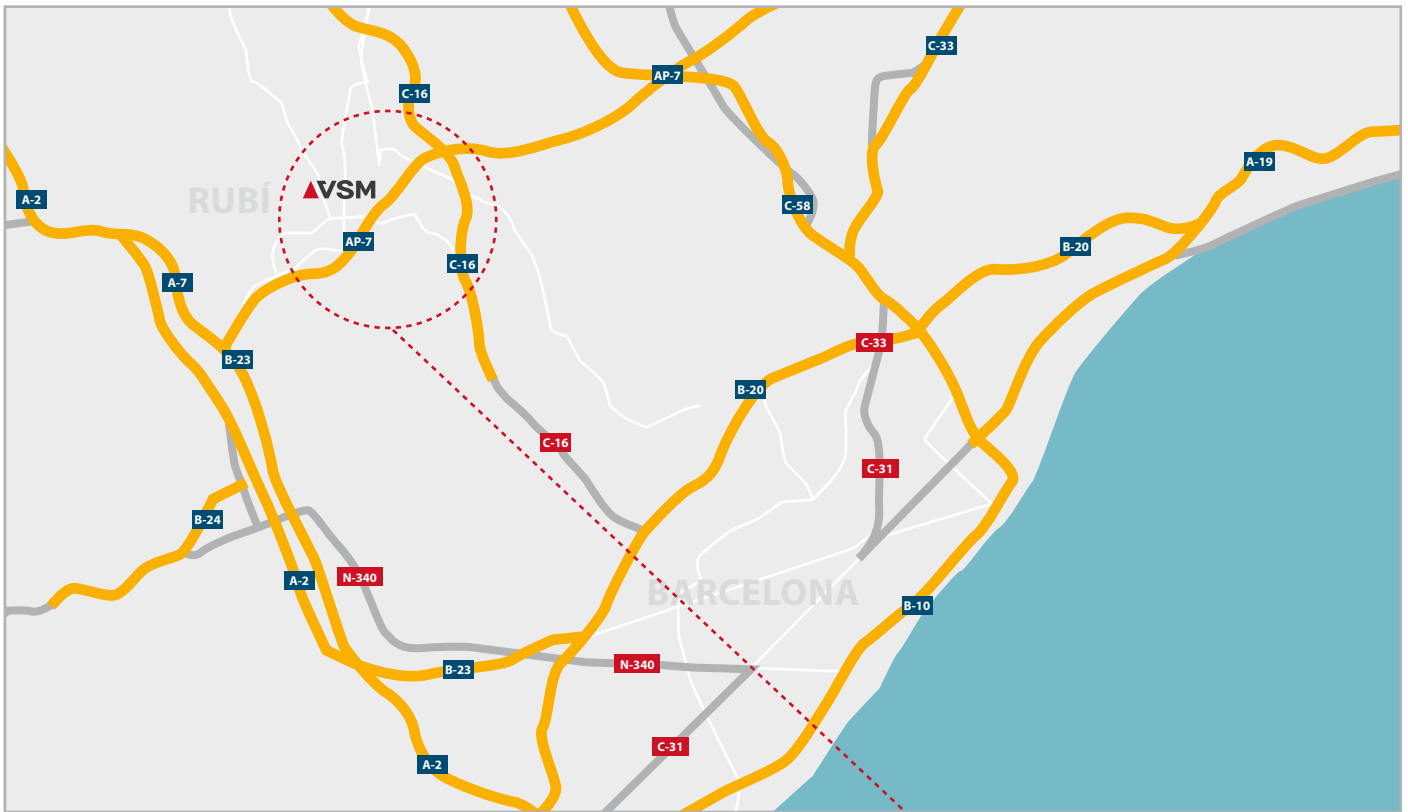 C-33
AP-7
C-16
A-19
A-2
RUBÍ
VSM
C-58
AP-7
B-20
C-16
A-7
C-33
B-23
B-20
C-16
C-31
B-24
N-340
A-2
BARCELONA
B-10
N-340
B-23
C-31
A-2